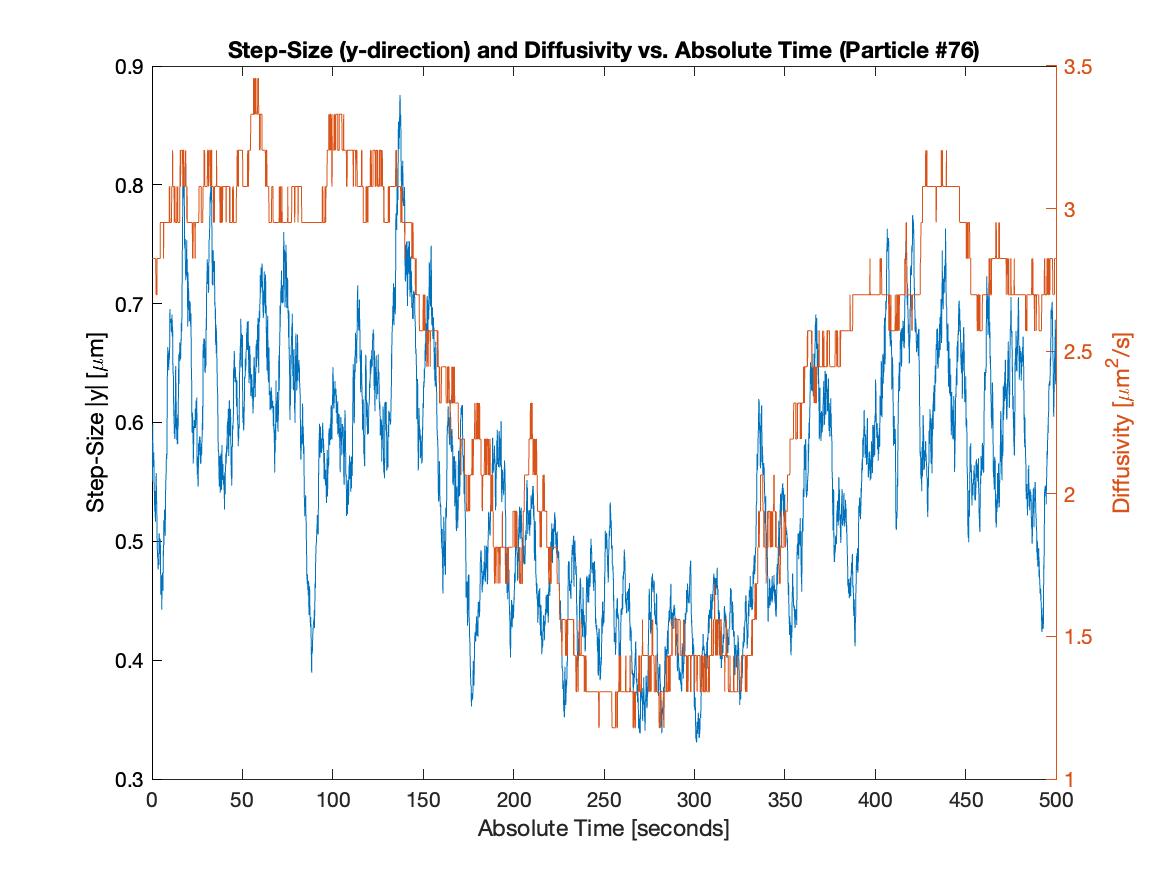 Step-Size (y-direction) and Diffusivity vs. Absolute Time (Particle #76)
Step-Size |y| [μm]
0.9
0.8
0.7
0.6
0.5
0.4
0.3
3.5
3
2.5
2
1.5
1
Diffusivity [μm²/s]
0 50 100 150 200 250 300 350 400 450 500
Absolute Time [seconds]